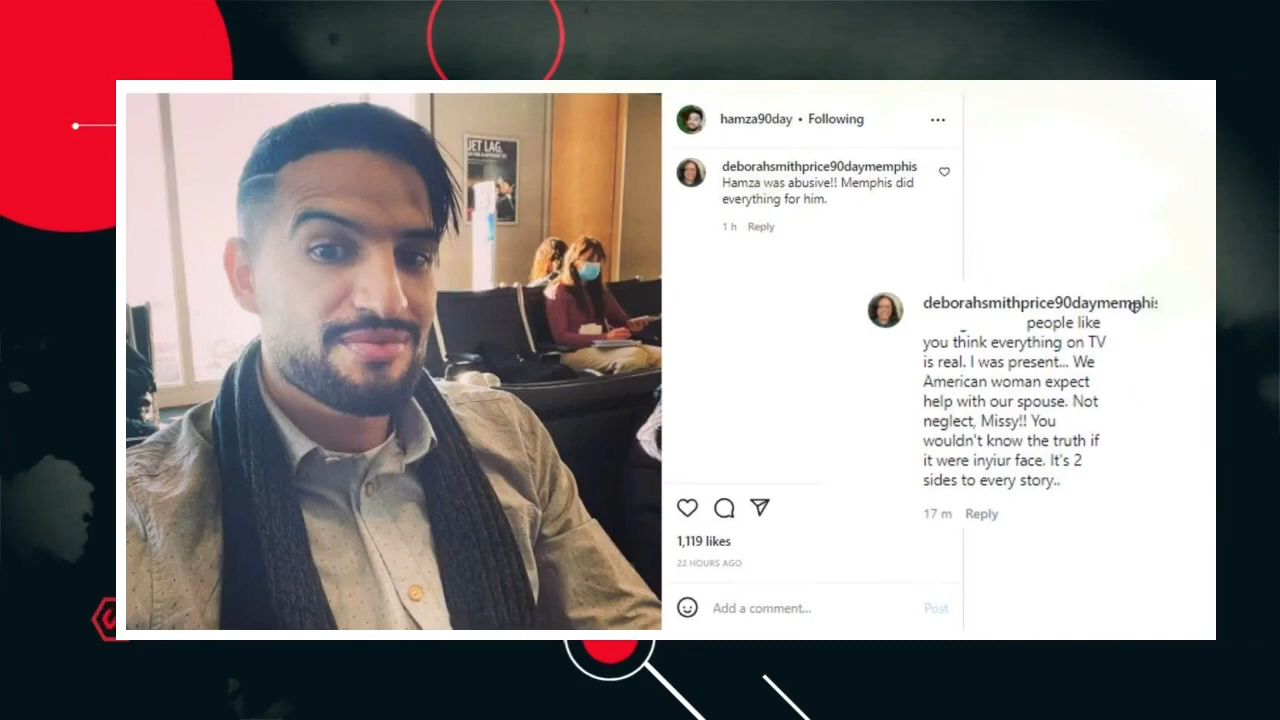 JET LAG.
hamza90day • Following
deborahsmithprice90daymemphis
Hamza was abusive!! Memphis did
everything for him.
1 h Reply
deborahsmithprice90daymemphis
people like
you think everything on TV
is real. I was present... We
American woman expect
help with our spouse. Not
neglect, Missy!! You
wouldn't know the truth if
it were inyiur face. It's 2
sides to every story..
17 m Reply
1,119 likes
22 HOURS AGO
Add a comment...
Post